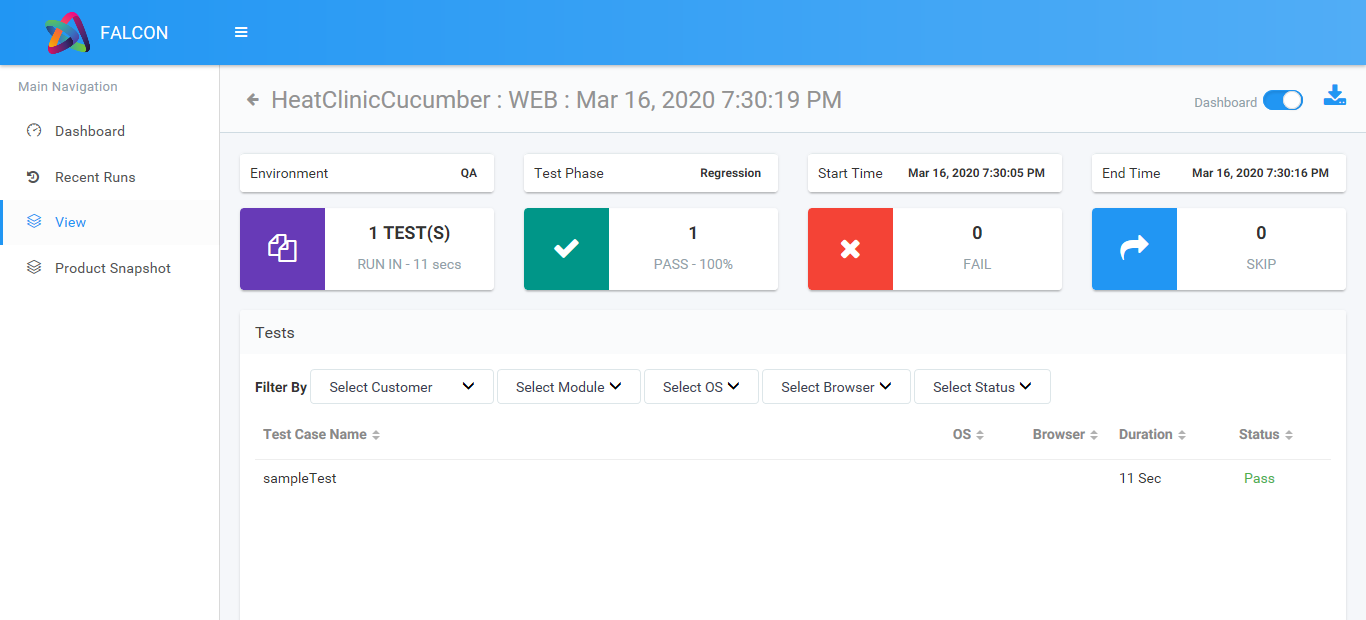 FALCON
Main Navigation
Dashboard
Recent Runs
View
Product Snapshot
HeatClinicCucumber : WEB : Mar 16, 2020 7:30:19 PM
Dashboard
Environment QA
Test Phase Regression
Start Time Mar 16, 2020 7:30:05 PM
End Time Mar 16, 2020 7:30:16 PM
1 TEST(S)
RUN IN - 11 secs
1
PASS - 100%
0
FAIL
0
SKIP
Tests
Filter By Select Customer Select Module Select OS Select Browser Select Status
Test Case Name OS Browser Duration Status
sampleTest 11 Sec Pass